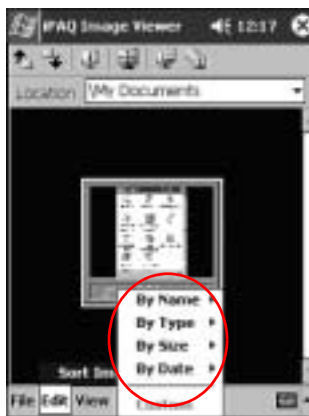 iPAQ Image Viewer 12:17
Location \My Documents
By Name
By Type
By Size
By Date
Sort
Custom
File Edit View